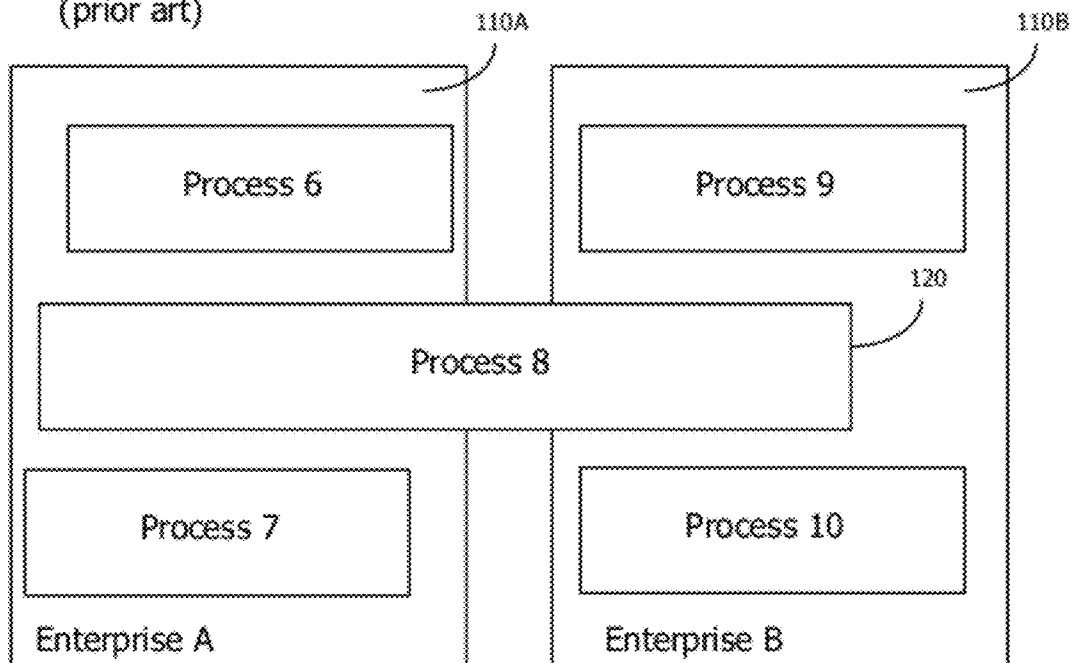 (prior art)
110A
110B
Process 6
Process 9
120
Process 8
Process 7
Process 10
Enterprise A
Enterprise B